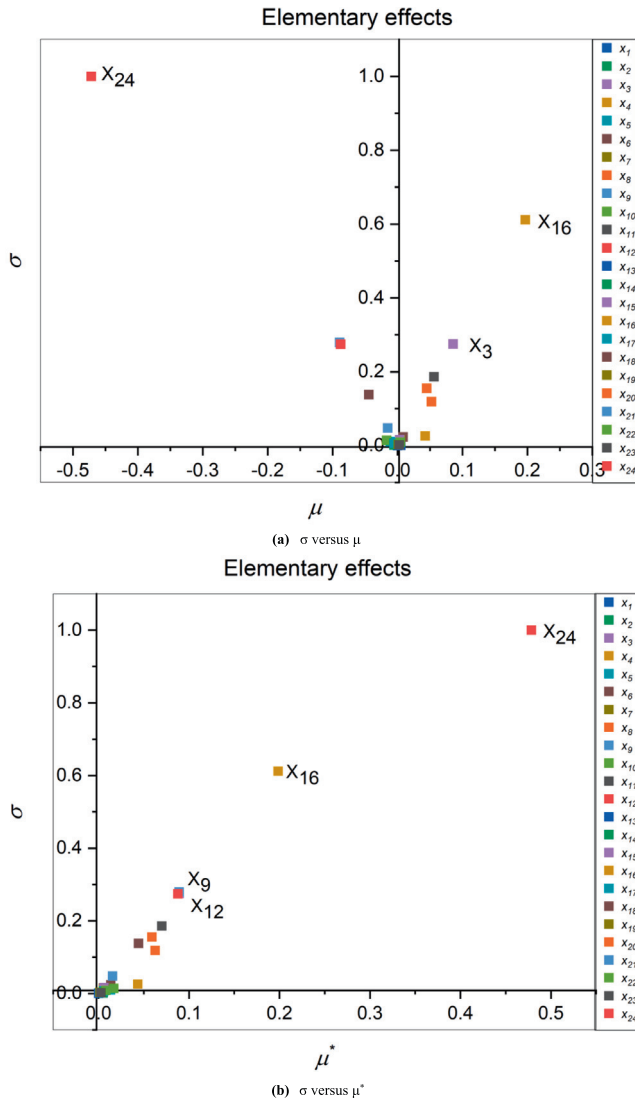 Elementary effects
X24
X16
X3
σ
1.0
0.8
0.6
0.4
0.2
0.0
-0.5
-0.4
-0.3
-0.2
-0.1
0.0
0.1
0.2
0.3
μ
x1
x2
x3
x4
x5
x6
x7
x8
x9
x10
x11
x12
x13
x14
x15
x16
x17
x18
x19
x20
x21
x22
x23
x24
(a) σ versus μ
Elementary effects
X24
X16
X9
X12
σ
1.0
0.8
0.6
0.4
0.2
0.0
0.0
0.1
0.2
0.3
0.4
0.5
μ*
x1
x2
x3
x4
x5
x6
x7
x8
x9
x10
x11
x12
x13
x14
x15
x16
x17
x18
x19
x20
x21
x22
x23
x24
(b) σ versus μ*